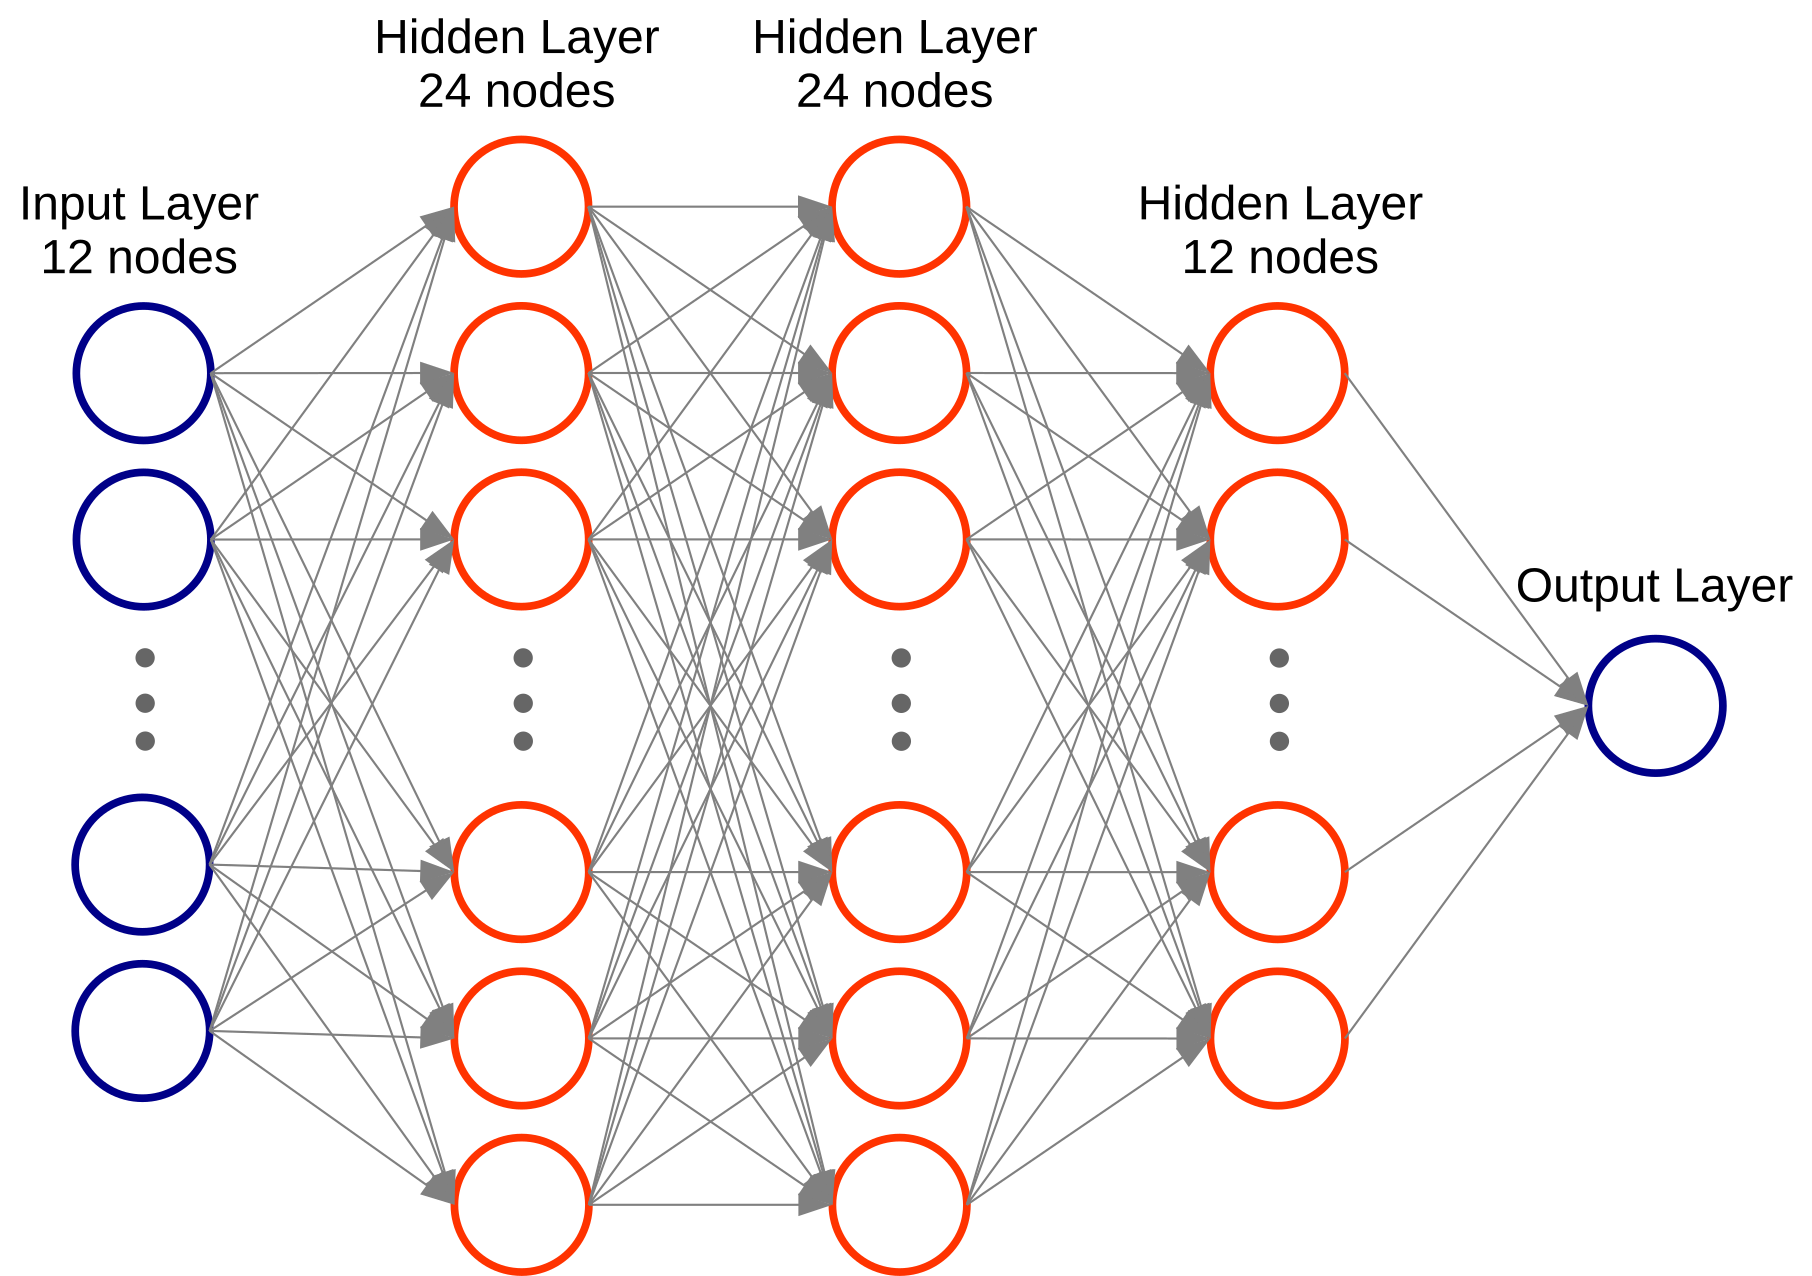 Hidden Layer
24 nodes
Hidden Layer
24 nodes
Input Layer
12 nodes
Hidden Layer
12 nodes
Output Layer